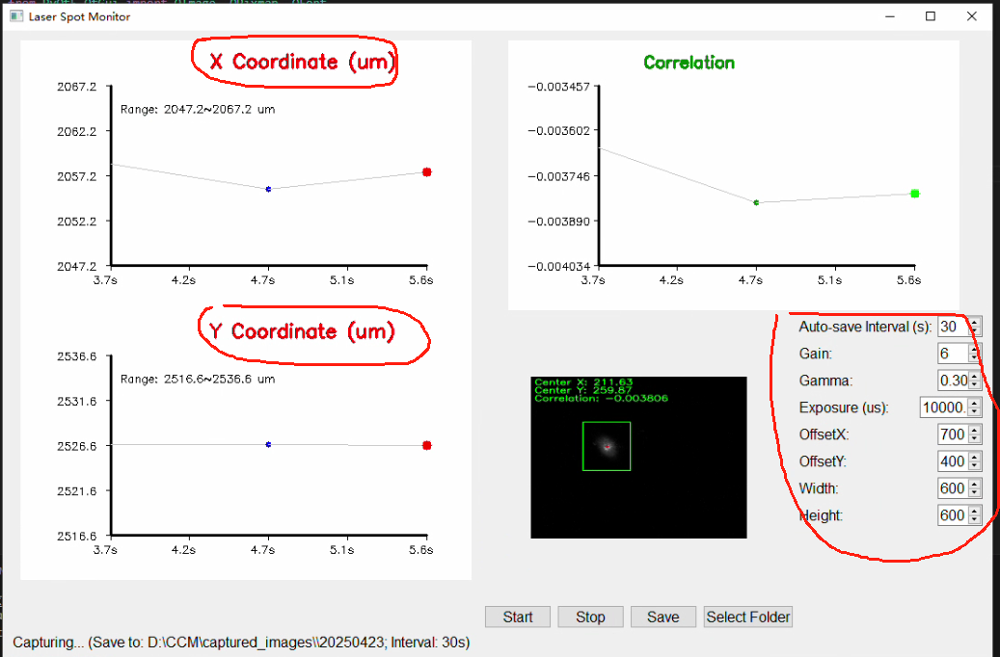 Laser Spot Monitor
X Coordinate (um)
2067.2
Range: 2047.2~2067.2 um
2062.2
2057.2
2052.2
2047.2
3.7s 4.2s 4.7s 5.1s 5.6s
Y Coordinate (um)
2536.6
Range: 2516.6~2536.6 um
2531.6
2526.6
2521.6
2516.6
3.7s 4.2s 4.7s 5.1s 5.6s
Correlation
-0.003457
-0.003602
-0.003746
-0.003890
-0.004034
3.7s 4.2s 4.7s 5.1s 5.6s
Center X: 211.63
Center Y: 259.87
Correlation: -0.003806
Auto-save Interval (s): 30
Gain: 6
Gamma: 0.30
Exposure (us): 10000.
OffsetX: 700
OffsetY: 400
Width: 600
Height: 600
Start Stop Save Select Folder
Capturing... (Save to: D:\CCM\captured_images\\20250423; Interval: 30s)